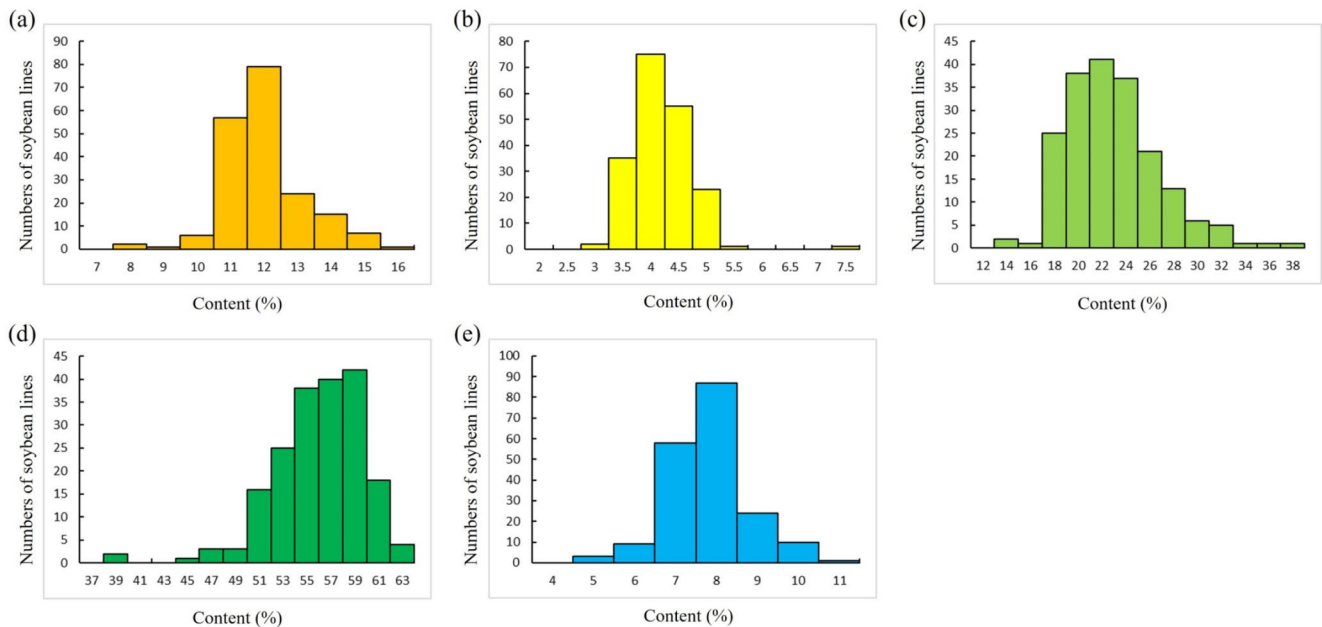 (a)
90
80
70
60
50
40
30
20
10
0
7 8 9 10 11 12 13 14 15 16
Numbers of soybean lines
Content (%)
(b)
80
70
60
50
40
30
20
10
0
2 2.5 3 3.5 4 4.5 5 5.5 6 6.5 7 7.5
Numbers of soybean lines
Content (%)
(c)
45
40
35
30
25
20
15
10
5
0
12 14 16 18 20 22 24 26 28 30 32 34 36 38
Numbers of soybean lines
Content (%)
(d)
45
40
35
30
25
20
15
10
5
0
37 39 41 43 45 47 49 51 53 55 57 59 61 63
Numbers of soybean lines
Content (%)
(e)
100
90
80
70
60
50
40
30
20
10
0
4 5 6 7 8 9 10 11
Numbers of soybean lines
Content (%)